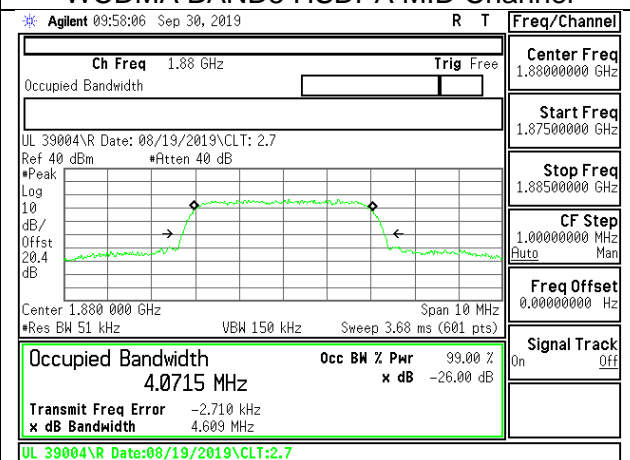 Agilent 09:58:06 Sep 30, 2019 R T Freq/Channel
Ch Freq 1.88 GHz Trig Free
Occupied Bandwidth
Center Freq
1.88000000 GHz
Start Freq
1.87500000 GHz
UL 39004\R Date: 08/19/2019\CLT: 2.7
Ref 40 dBm #Atten 40 dB
#Peak
Log
10
dB/
Offst
20.4
dB
Stop Freq
1.88500000 GHz
CF Step
1.00000000 MHz
Auto Man
Freq Offset
0.00000000 Hz
Center 1.880 000 GHz Span 10 MHz
#Res BW 51 kHz VBW 150 kHz Sweep 3.68 ms (601 pts)
Signal Track
On Off
Occupied Bandwidth Occ BW % Pwr 99.00 %
4.0715 MHz x dB -26.00 dB
Transmit Freq Error -2.710 kHz
x dB Bandwidth 4.609 MHz
UL 39004\R Date:08/19/2019\CLT:2.7